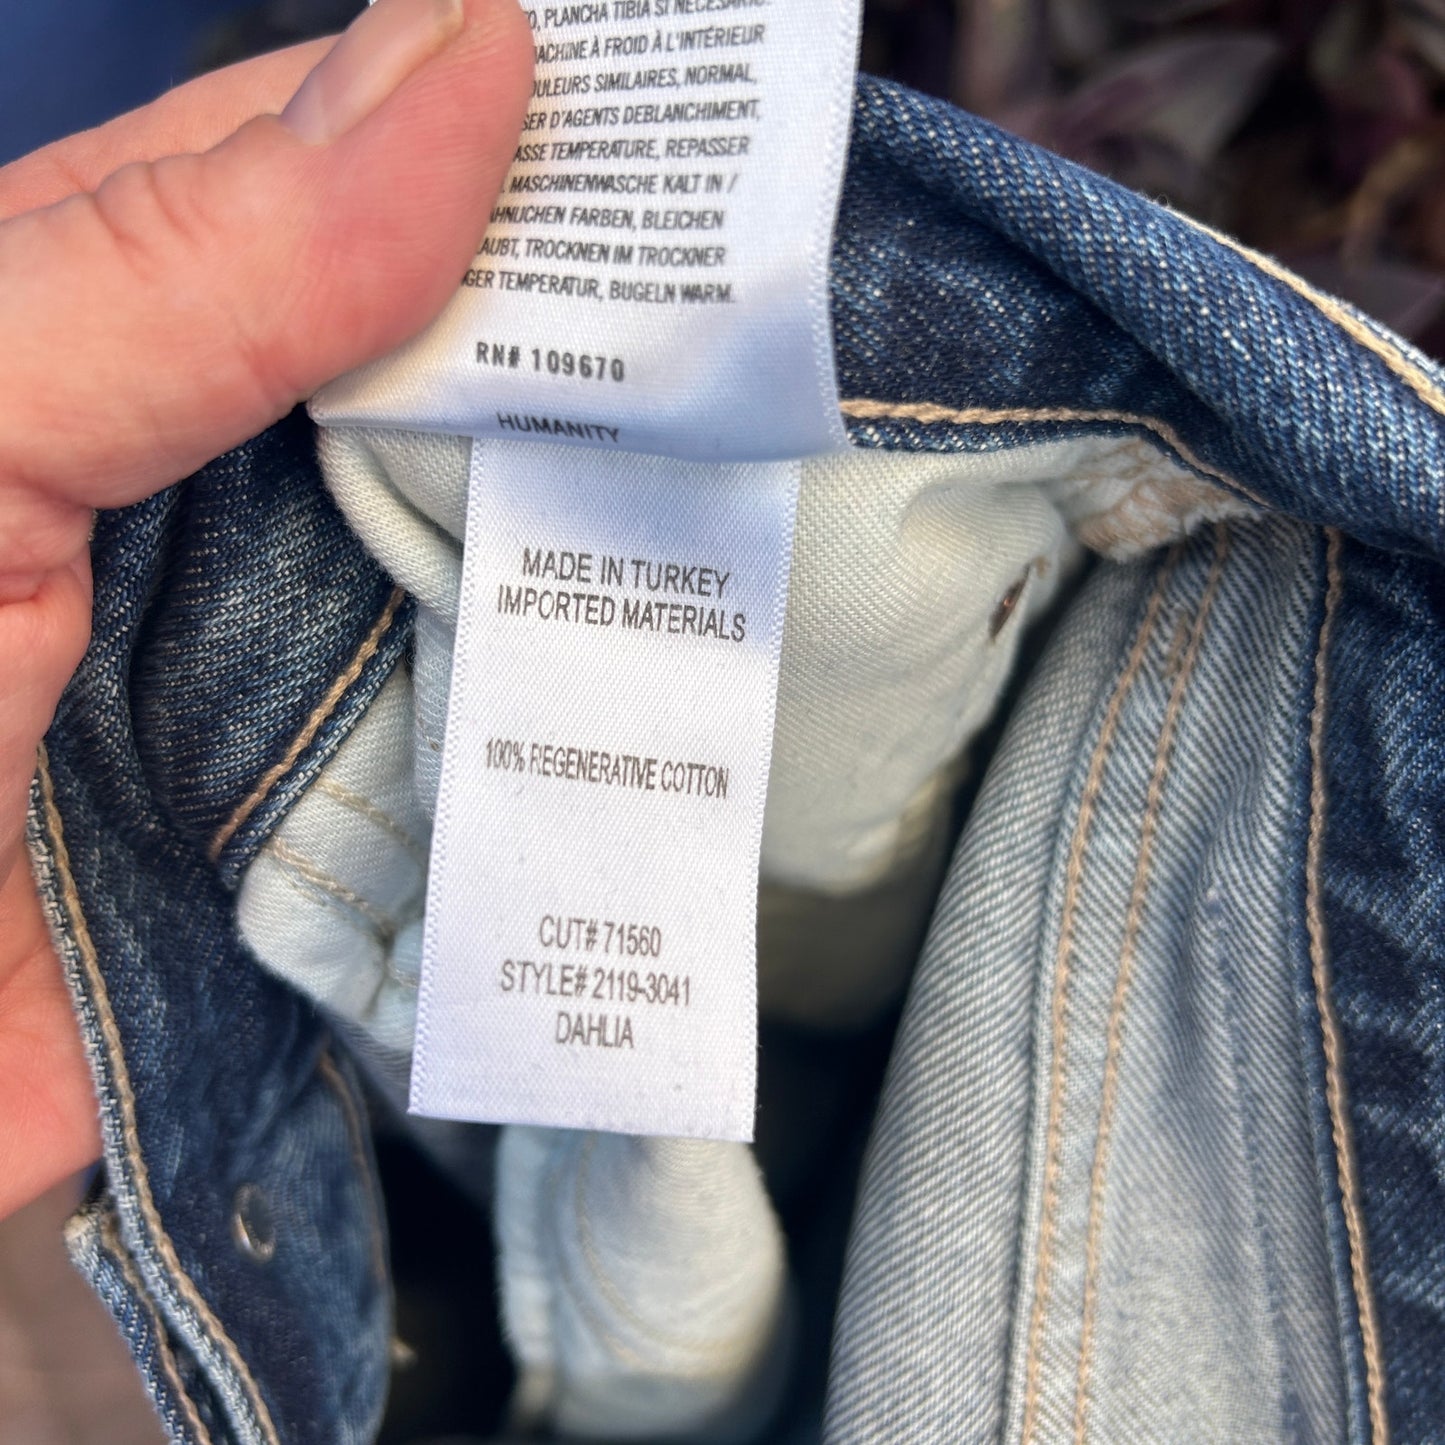 PLANCHA TIBIA SI NECESARIO
MACHINE À FROID À L'INTÉRIEUR
OULEURS SIMILAIRES, NORMAL,
SER D'AGENTS DEBLANCHIMENT,
ASSE TEMPERATURE, REPASSER
MASCHINENWASCHE KALT IN /
AHNUCHEN FARBEN, BLEICHEN
AUBT, TROCKNEN IM TROCKNER
GER TEMPERATUR, BUGELN WARM.
RN# 109670
HUMANITY
MADE IN TURKEY
IMPORTED MATERIALS
100% REGENERATIVE COTTON
CUT# 71560
STYLE# 2119-3041
DAHLIA